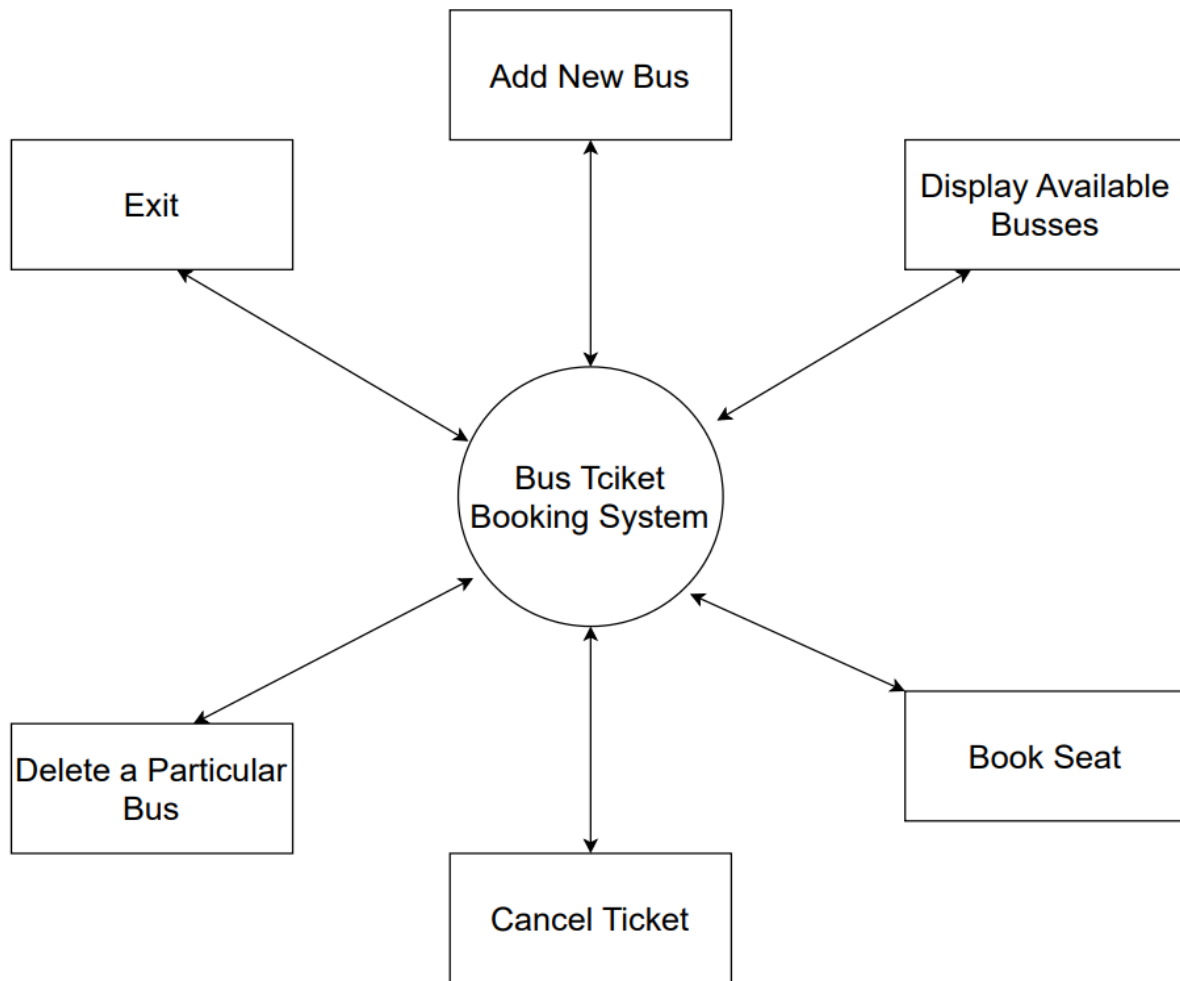 Add New Bus
Exit
Display Available
Busses
Bus Tciket
Booking System
Delete a Particular
Bus
Book Seat
Cancel Ticket